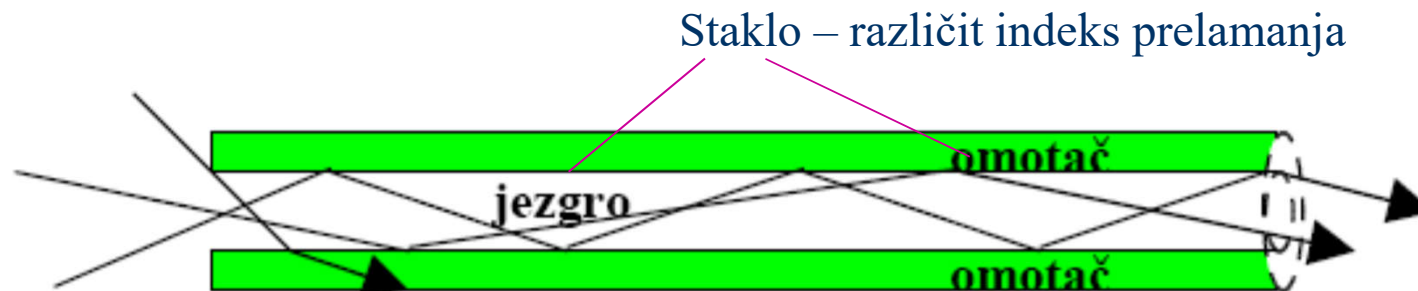 Staklo – različit indeks prelamanja
omotač
jezgro
omotač